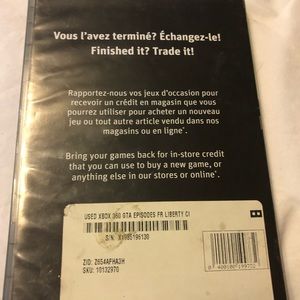 Vous l'avez terminé? Échangez-le!
Finished it? Trade it!
Rapportez-nous vos jeux d'occasion pour
recevoir un crédit en magasin que vous
pourrez utiliser pour acheter un nouveau
jeu ou tout autre article vendu dans nos
magasins ou en ligne*.
Bring your games back for in-store credit
that you can use to buy a new game, or
anything else in our stores or online*.
USED XBOX 360 GTA EPISODES FR LIBERTY CI
S/N:
ZID: Z654AFHA3H
SKU: 10132970